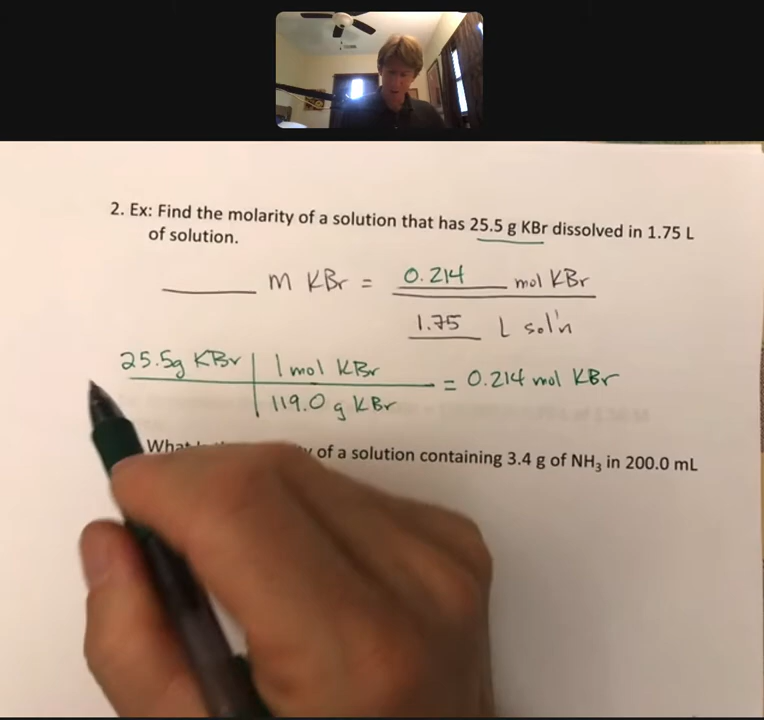 2. Ex: Find the molarity of a solution that has 25.5 g KBr dissolved in 1.75 L
of solution.
____ M KBr = 0.214 mol KBr
1.75 L sol'n
25.5g KBr | 1 mol KBr = 0.214 mol KBr
119.0 g KBr
of a solution containing 3.4 g of NH₃ in 200.0 mL